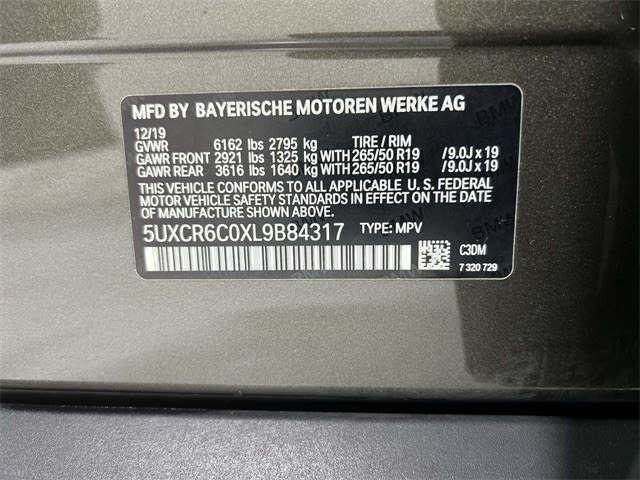 MFD BY BAYERISCHE MOTOREN WERKE AG
12/19
GVWR 6162 lbs 2795 kg TIRE / RIM
GAWR FRONT 2921 lbs 1325 kg WITH 265/50 R19 /9.0J x 19
GAWR REAR 3616 lbs 1640 kg WITH 265/50 R19 /9.0J x 19
THIS VEHICLE CONFORMS TO ALL APPLICABLE U. S. FEDERAL
MOTOR VEHICLE SAFETY STANDARDS IN EFFECT ON THE DATE
OF MANUFACTURE SHOWN ABOVE.
5UXCR6C0XL9B84317 TYPE: MPV
C3DM
7 320 729